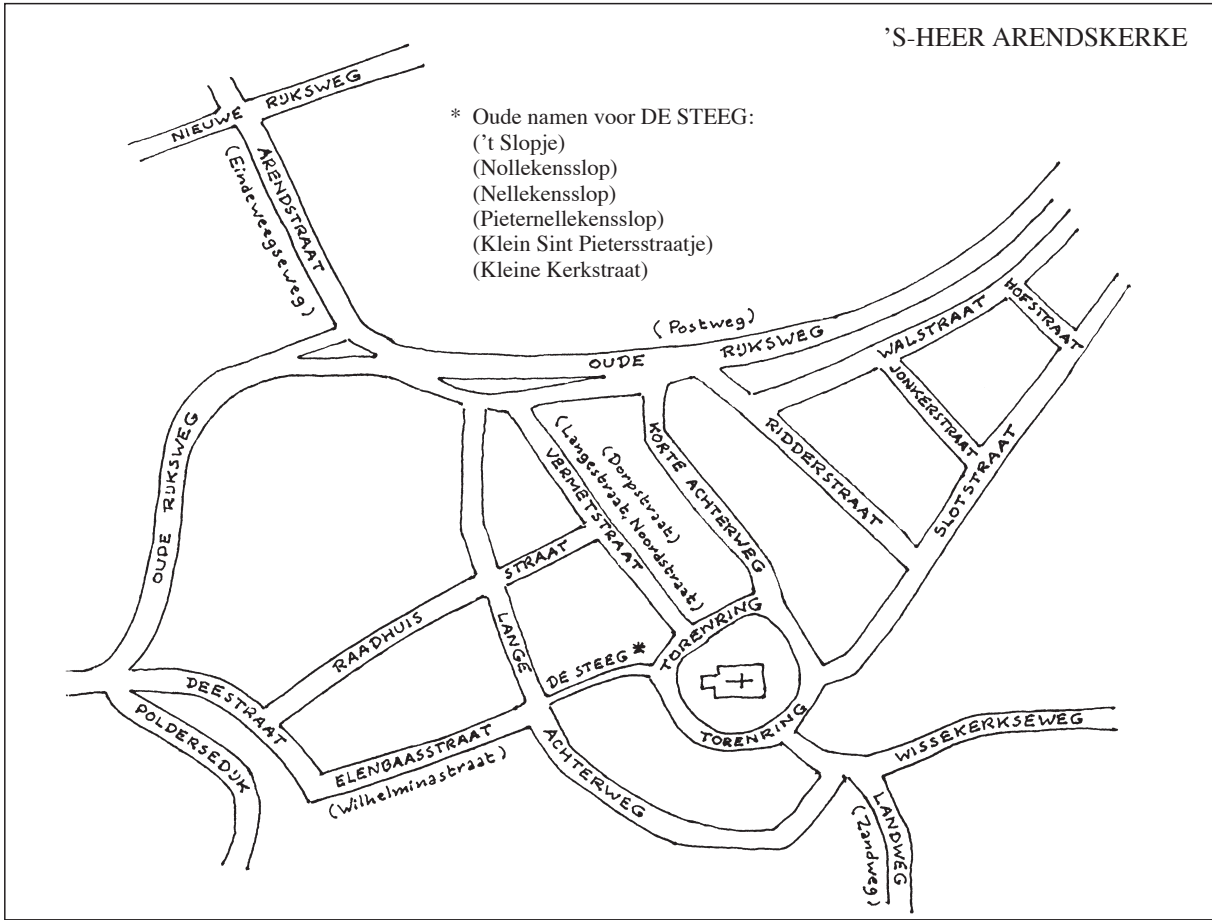 ’S-HEER ARENDSKERKE
NIEUWE RIJKSWEG
* Oude namen voor DE STEEG:
(’t Slopje)
(Nollekensslop)
(Nellekensslop)
(Pieternellekensslop)
(Klein Sint Pietersstraatje)
(Kleine Kerkstraat)
ARENDSTRAAT
(Eindeweegseweg)
(Postweg)
OUDE RIJKSWEG
HOFSTRAAT
WALSTRAAT
JONKERSTRAAT
RIDDERSTRAAT
SLOTSTRAAT
OUDE RIJKSWEG
VERMETSTRAAT
(Langestraat, Noordstraat)
(Dorpstraat)
KORTE ACHTERWEG
RAADHUIS STRAAT
LANGE ACHTERWEG
DE STEEG *
TORENRING
TORENRING
TORENRING
DEESTRAAT
POLDERSEDIJK
ELENBAASSTRAAT
(Wilhelminastraat)
WISSEKERKSEWEG
LANDWEG
(Zandweg)